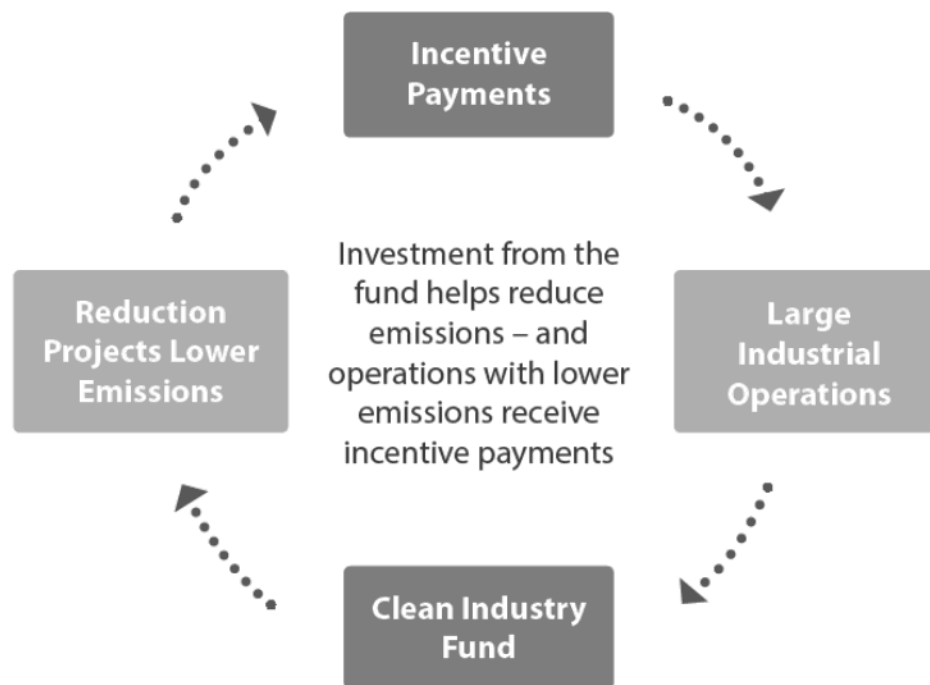 Incentive
Payments
Investment from the
fund helps reduce
emissions – and
operations with lower
emissions receive
incentive payments
Reduction
Projects Lower
Emissions
Large
Industrial
Operations
Clean Industry
Fund